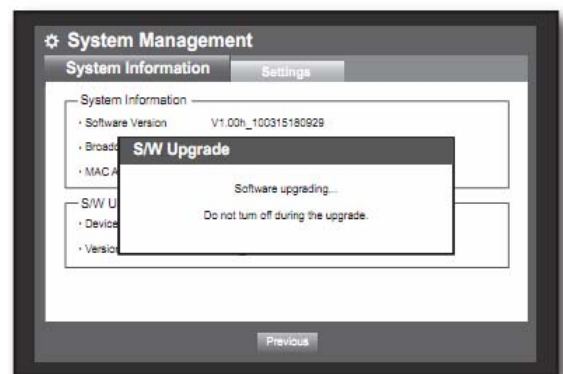 System Management
System Information Settings
System Information
· Software Version V1.00h_100315180929
· Broadc
S/W Upgrade
· MAC A
Software upgrading...
S/W U
Do not turn off during the upgrade.
· Device
· Version
Previous